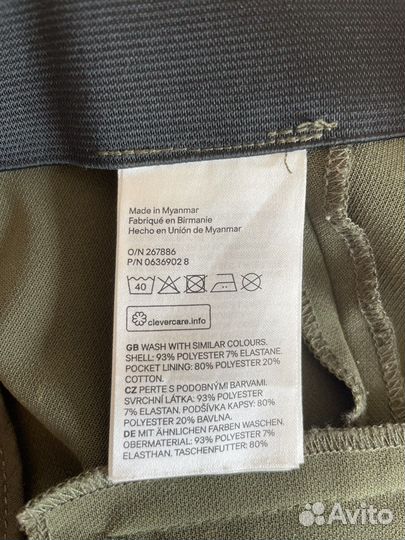 Made in Myanmar
Fabriqué en Birmanie
Hecho en Unión de Myanmar
O/N 267886
P/N 0636902 8
40
clevercare.info
GB WASH WITH SIMILAR COLOURS.
SHELL: 93% POLYESTER 7% ELASTANE.
POCKET LINING: 80% POLYESTER 20%
COTTON.
CZ PERTE S PODOBNÝMI BARVAMI.
SVRCHNÍ LÁTKA: 93% POLYESTER
7% ELASTAN. PODŠÍVKA KAPSY: 80%
POLYESTER 20% BAVLNA.
DE MIT ÄHNLICHEN FARBEN WASCHEN.
OBERMATERIAL: 93% POLYESTER 7%
ELASTHAN. TASCHENFUTTER: 80%
Avito